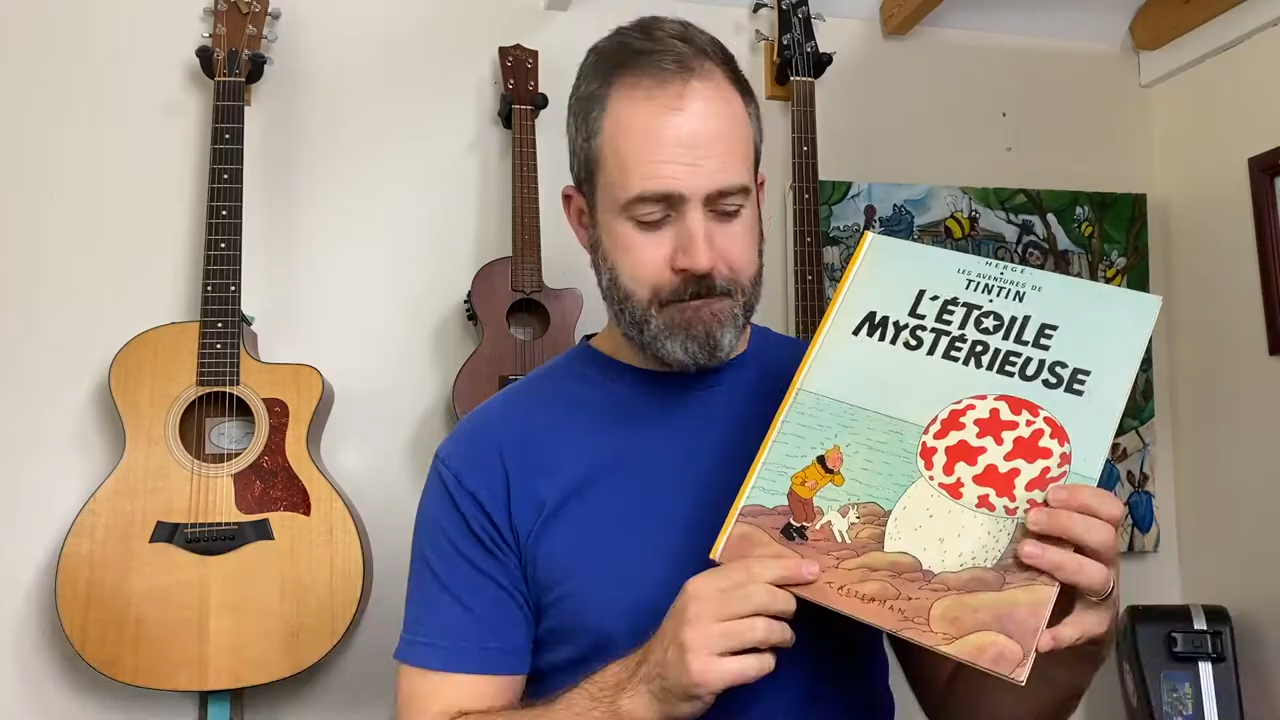 HERGÉ
LES AVENTURES DE
TINTIN
L'ÉTOILE
MYSTÉRIEUSE
CASTERMAN